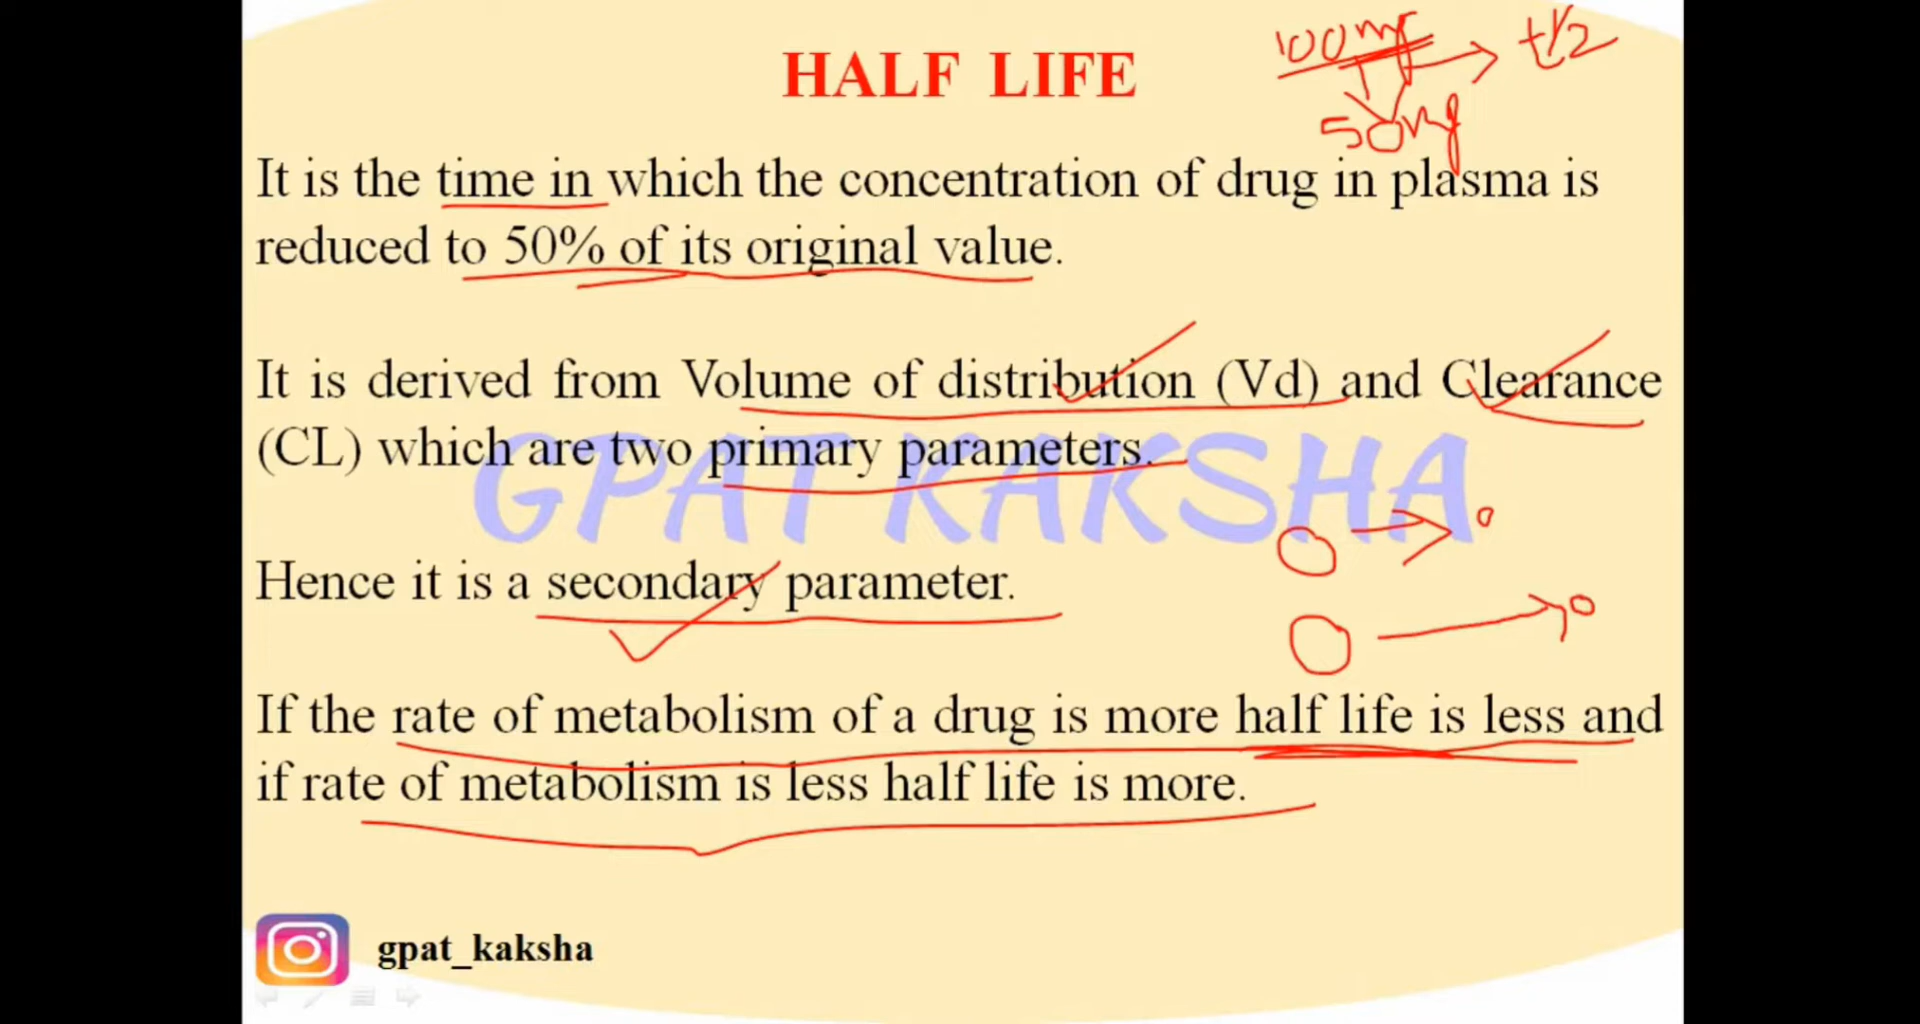 HALF LIFE
100mg → t1/2
50mg
It is the time in which the concentration of drug in plasma is
reduced to 50% of its original value.
It is derived from Volume of distribution (Vd) and Clearance
(CL) which are two primary parameters.
GPAT KAKSHA
Hence it is a secondary parameter.
If the rate of metabolism of a drug is more half life is less and
if rate of metabolism is less half life is more.
gpat_kaksha